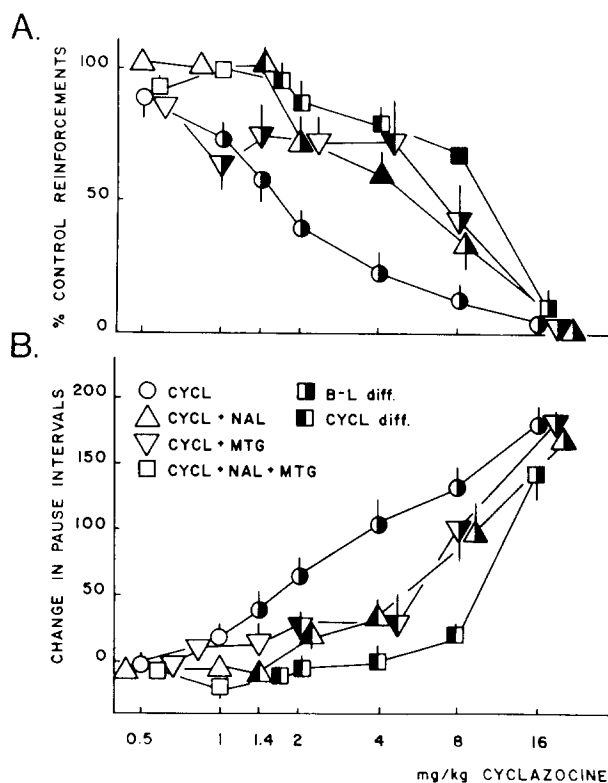 A.
% CONTROL REINFORCEMENTS
100
50
0
B.
CHANGE IN PAUSE INTERVALS
200
150
100
50
0
CYCL
CYCL + NAL
CYCL + MTG
CYCL + NAL + MTG
B-L diff.
CYCL diff.
0.5 1 1.4 2 4 8 16
mg/kg CYCLAZOCINE